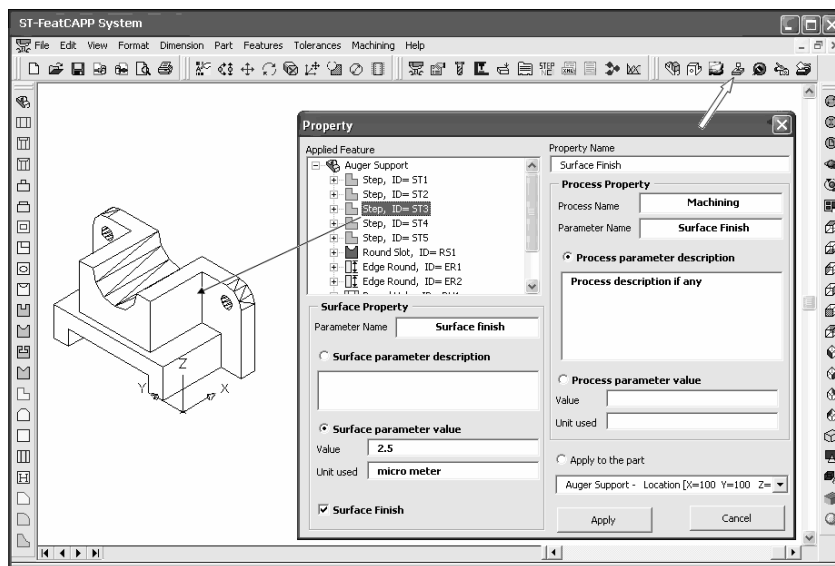 ST-FeatCAPP System
File Edit View Format Dimension Part Features Tolerances Machining Help
Property
Applied Feature
Auger Support
Step, ID= ST1
Step, ID= ST2
Step, ID= ST3
Step, ID= ST4
Step, ID= ST5
Round Slot, ID= RS1
Edge Round, ID= ER1
Edge Round, ID= ER2
Surface Property
Parameter Name Surface finish
Surface parameter description
Surface parameter value
Value 2.5
Unit used micro meter
Surface Finish
Property Name
Surface Finish
Process Property
Process Name Machining
Parameter Name Surface Finish
Process parameter description
Process description if any
Process parameter value
Value
Unit used
Apply to the part
Auger Support - Location [X=100 Y=100 Z=
Apply Cancel
Z
Y X